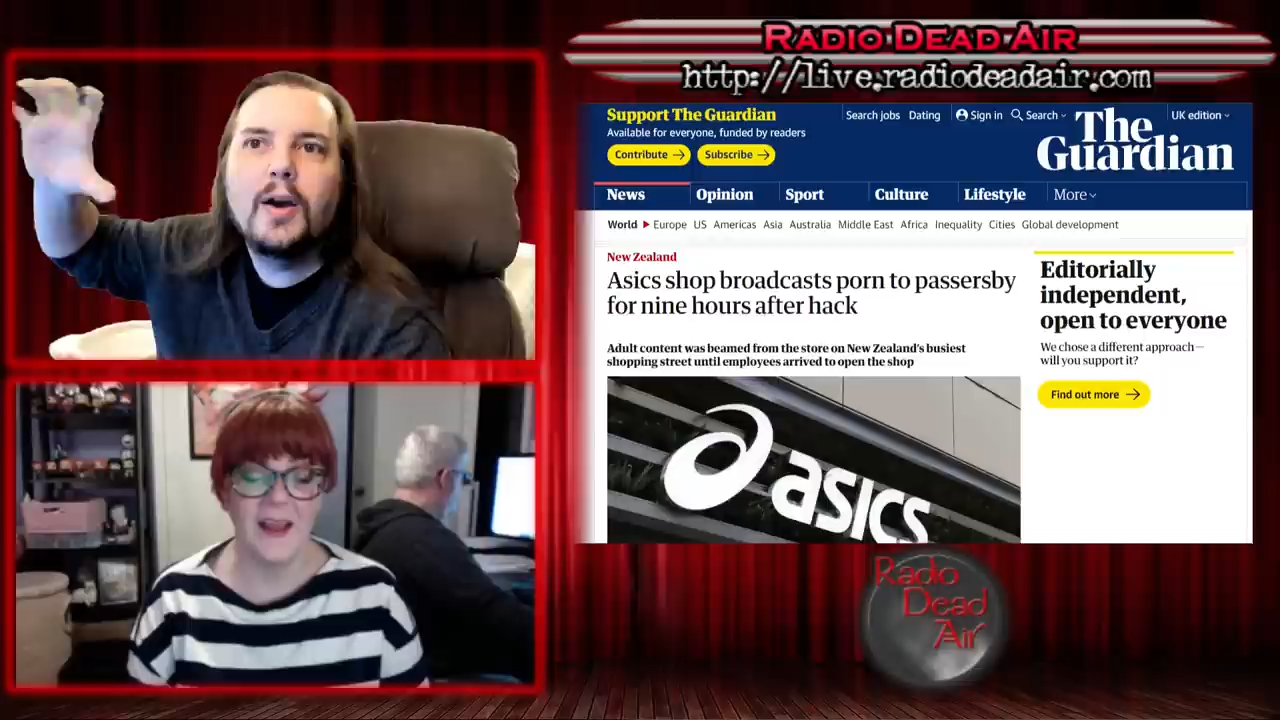 Radio Dead Air
http://live.radiodeadair.com
Support The Guardian
Available for everyone, funded by readers
Contribute →
Subscribe →
Search jobs
Dating
Sign in
Search
UK edition
The
Guardian
News
Opinion
Sport
Culture
Lifestyle
More
World
Europe
US
Americas
Asia
Australia
Middle East
Africa
Inequality
Cities
Global development
New Zealand
Asics shop broadcasts porn to passersby
for nine hours after hack
Adult content was beamed from the store on New Zealand's busiest
shopping street until employees arrived to open the shop
asics
Editorially
independent,
open to everyone
We chose a different approach —
will you support it?
Find out more →
Radio
Dead
Air